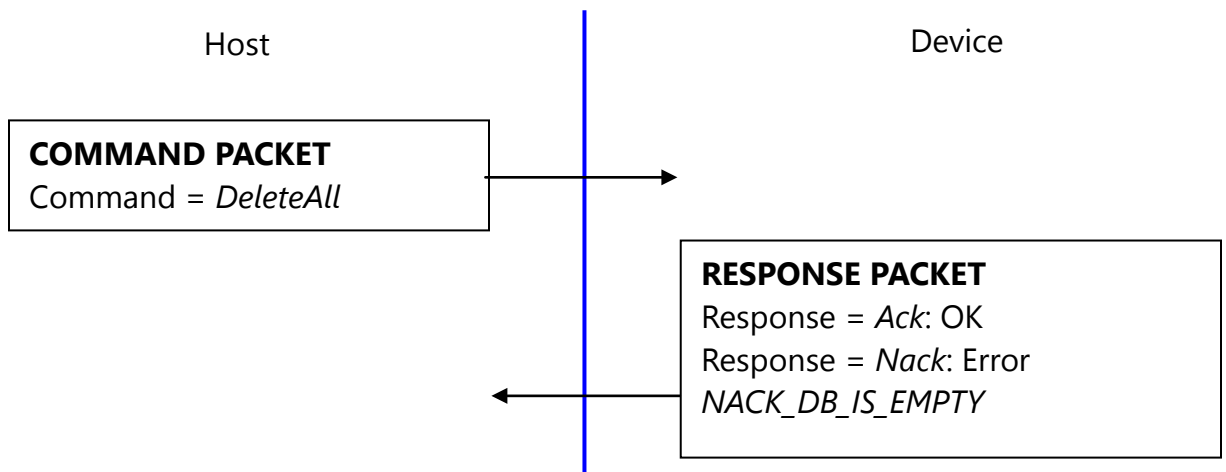 Host
Device
COMMAND PACKET
Command = DeleteAll
RESPONSE PACKET
Response = Ack: OK
Response = Nack: Error
NACK_DB_IS_EMPTY